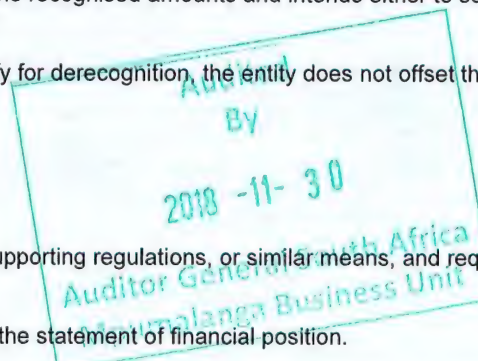 he recognised amounts and intends either to se
y for derecognition, the entity does not offset th
Audited
By
2018 -11- 30
upporting regulations, or similar means, and req
Auditor General South Africa
Mpumalanga Business Unit
the statement of financial position.